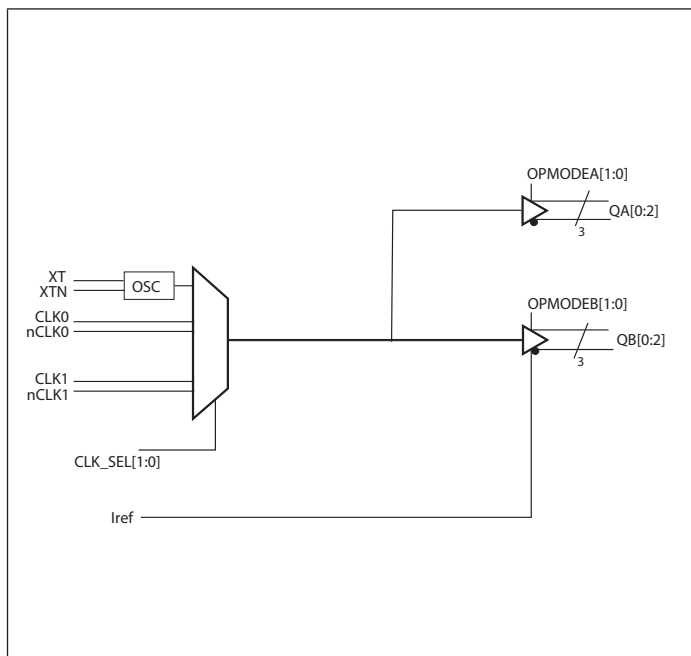 OPMODEA[1:0]
QA[0:2]
3
XT
XTN
OSC
CLK0
nCLK0
OPMODEB[1:0]
QB[0:2]
3
CLK1
nCLK1
CLK_SEL[1:0]
Iref